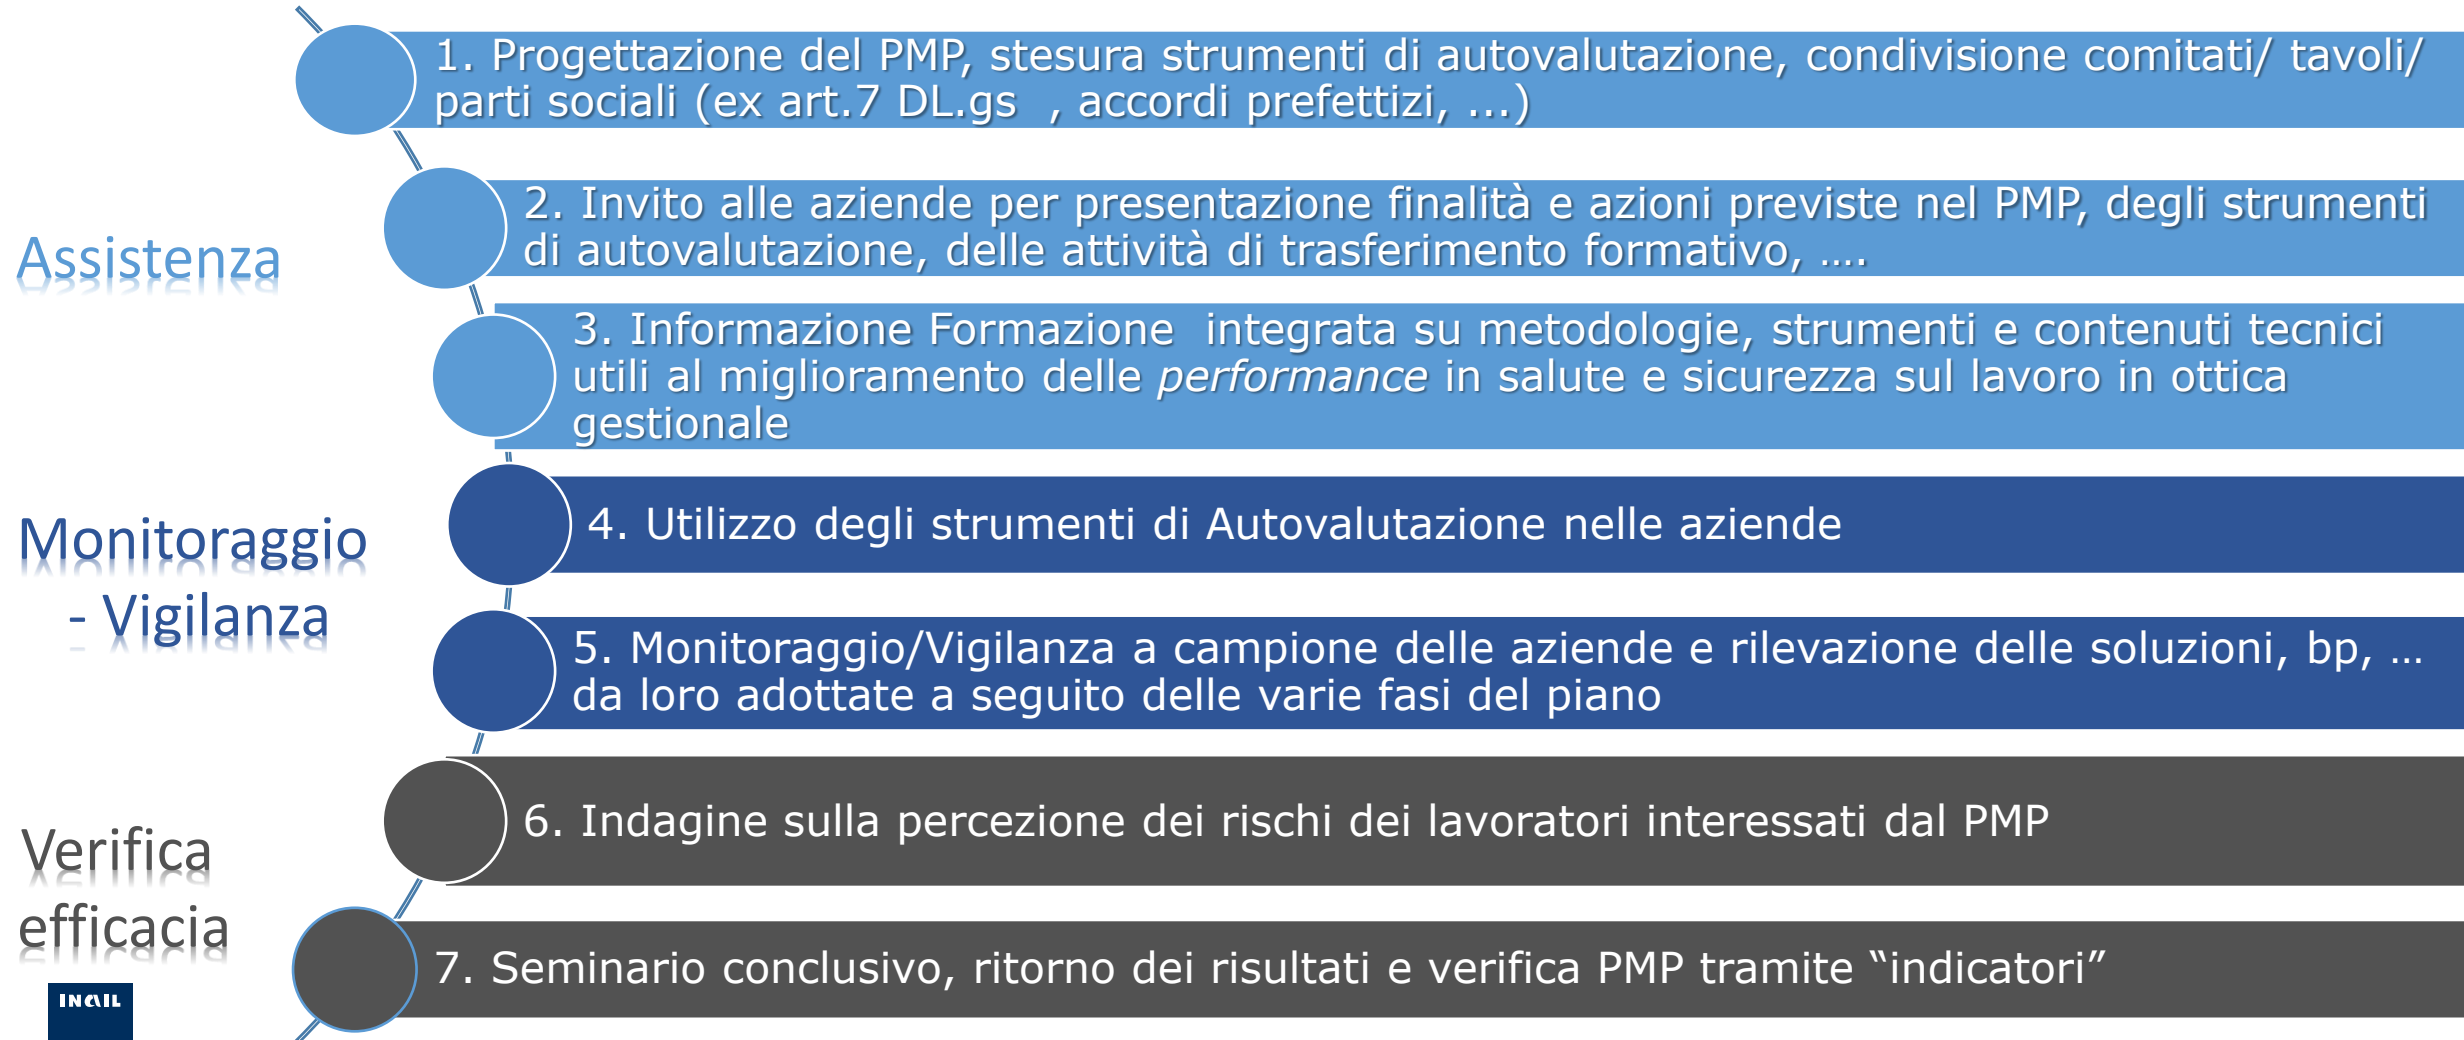 1. Progettazione del PMP, stesura strumenti di autovalutazione, condivisione comitati/ tavoli/
parti sociali (ex art.7 DL.gs , accordi prefettizi, ...)
Assistenza
2. Invito alle aziende per presentazione finalità e azioni previste nel PMP, degli strumenti
di autovalutazione, delle attività di trasferimento formativo, ….
3. Informazione Formazione integrata su metodologie, strumenti e contenuti tecnici
utili al miglioramento delle performance in salute e sicurezza sul lavoro in ottica
gestionale
Monitoraggio
- Vigilanza
4. Utilizzo degli strumenti di Autovalutazione nelle aziende
5. Monitoraggio/Vigilanza a campione delle aziende e rilevazione delle soluzioni, bp, …
da loro adottate a seguito delle varie fasi del piano
Verifica
efficacia
6. Indagine sulla percezione dei rischi dei lavoratori interessati dal PMP
7. Seminario conclusivo, ritorno dei risultati e verifica PMP tramite “indicatori”
INAIL